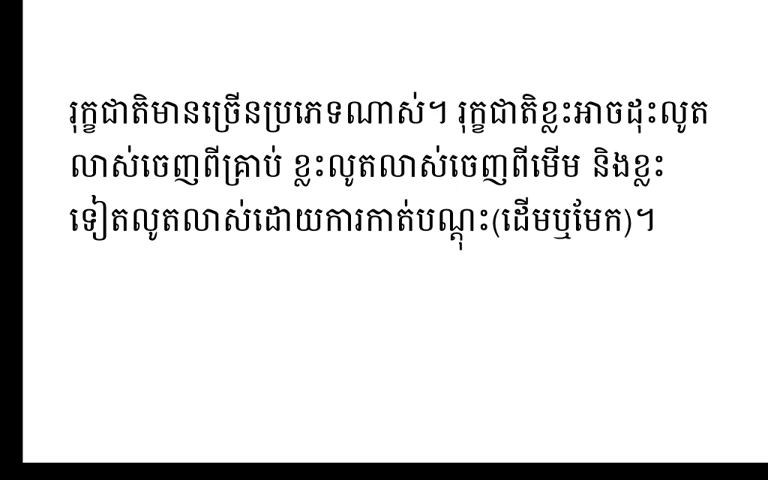 រុក្ខជាតិមានច្រើនប្រភេទណាស់។ រុក្ខជាតិខ្លះអាចដុះលូត
លាស់ចេញពីគ្រាប់ ខ្លះលូតលាស់ចេញពីមើម និងខ្លះ
ទៀតលូតលាស់ដោយការកាត់បណ្ដុះ(ដើមឬមែក)។